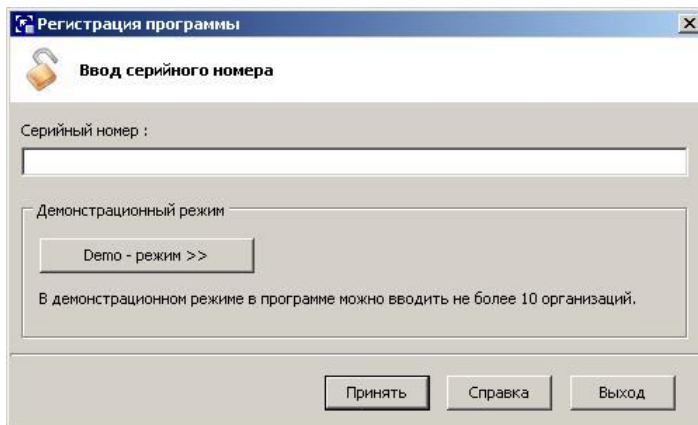 Регистрация программы
Ввод серийного номера
Серийный номер :
Демонстрационный режим
Demo - режим >>
В демонстрационном режиме в программе можно вводить не более 10 организаций.
Принять Справка Выход